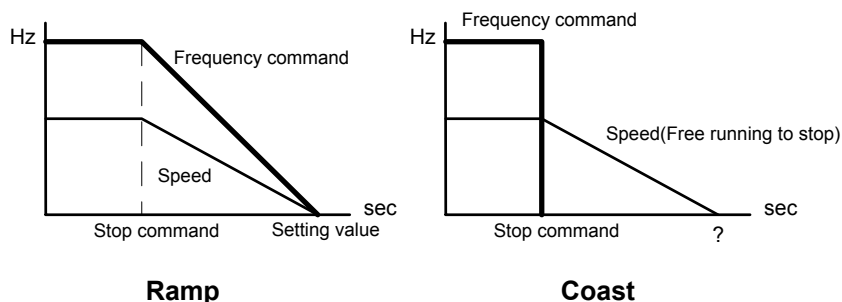 Hz
Frequency command
Speed
sec
Stop command
Setting value
Ramp
Frequency command
Hz
Speed(Free running to stop)
sec
Stop command
?
Coast